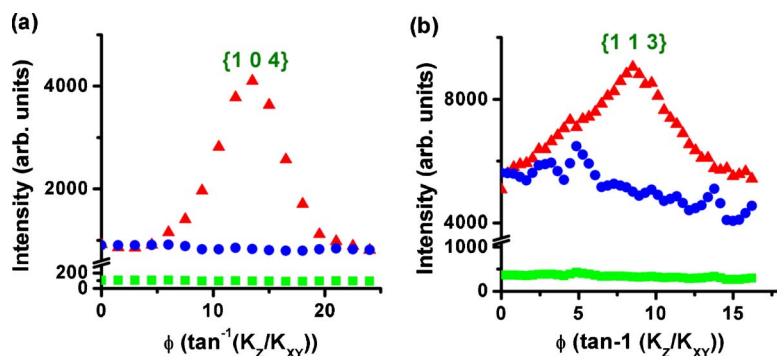 (a)
{1 0 4}
Intensity (arb. units)
4000
2000
200
0
0
10
20
ϕ (tan⁻¹(K_Z/K_XY))
(b)
{1 1 3}
Intensity (arb. units)
8000
4000
1000
0
0
5
10
15
ϕ (tan-1 (K_Z/K_XY))